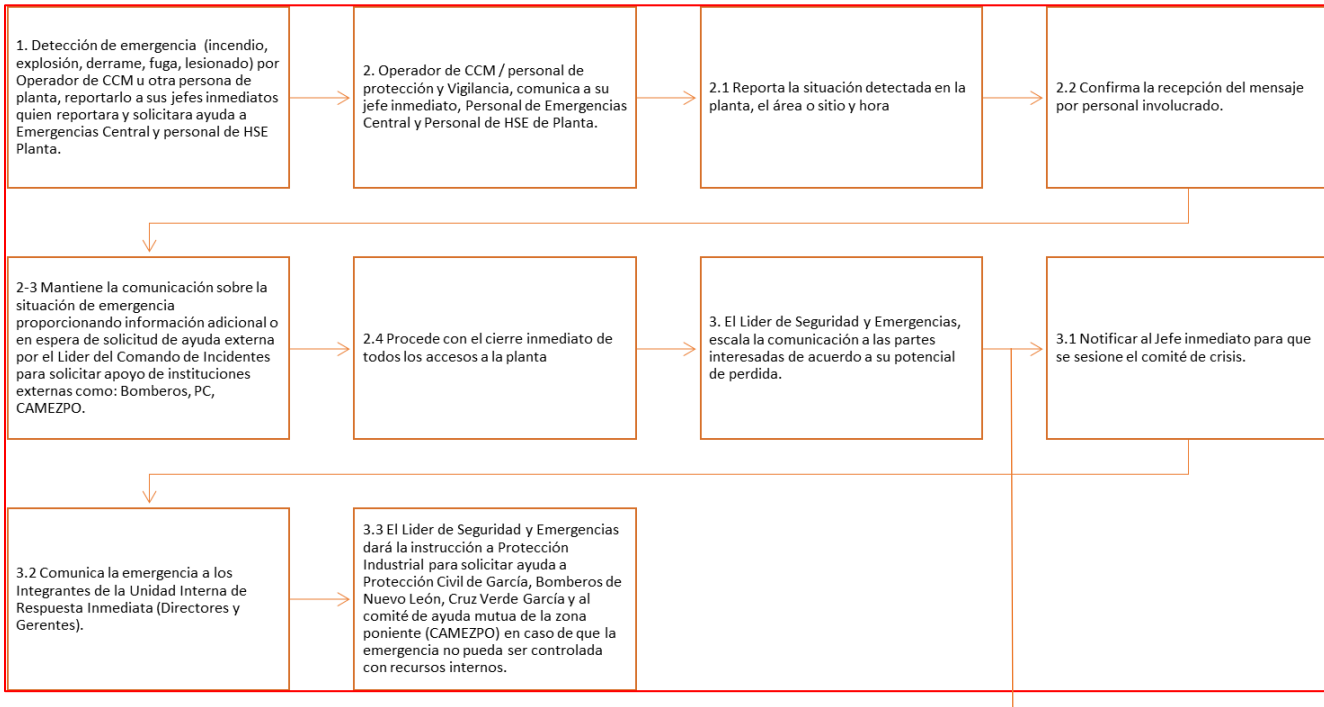 1. Detección de emergencia (incendio,
explosión, derrame, fuga, lesionado) por
Operador de CCM u otra persona de
planta, reportarlo a sus jefes inmediatos
quien reportara y solicitara ayuda a
Emergencias Central y personal de HSE
Planta.
2. Operador de CCM / personal de
protección y Vigilancia, comunica a su
jefe inmediato, Personal de Emergencias
Central y Personal de HSE de Planta.
2.1 Reporta la situación detectada en la
planta, el área o sitio y hora
2.2 Confirma la recepción del mensaje
por personal involucrado.
2-3 Mantiene la comunicación sobre la
situación de emergencia
proporcionando información adicional o
en espera de solicitud de ayuda externa
por el Lider del Comando de Incidentes
para solicitar apoyo de instituciones
externas como: Bomberos, PC,
CAMEZPO.
2.4 Procede con el cierre inmediato de
todos los accesos a la planta
3. El Lider de Seguridad y Emergencias,
escala la comunicación a las partes
interesadas de acuerdo a su potencial
de perdida.
3.1 Notificar al Jefe inmediato para que
se sesione el comité de crisis.
3.2 Comunica la emergencia a los
Integrantes de la Unidad Interna de
Respuesta Inmediata (Directores y
Gerentes).
3.3 El Lider de Seguridad y Emergencias
dará la instrucción a Protección
Industrial para solicitar ayuda a
Protección Civil de García, Bomberos de
Nuevo León, Cruz Verde García y al
comité de ayuda mutua de la zona
poniente (CAMEZPO) en caso de que la
emergencia no pueda ser controlada
con recursos internos.